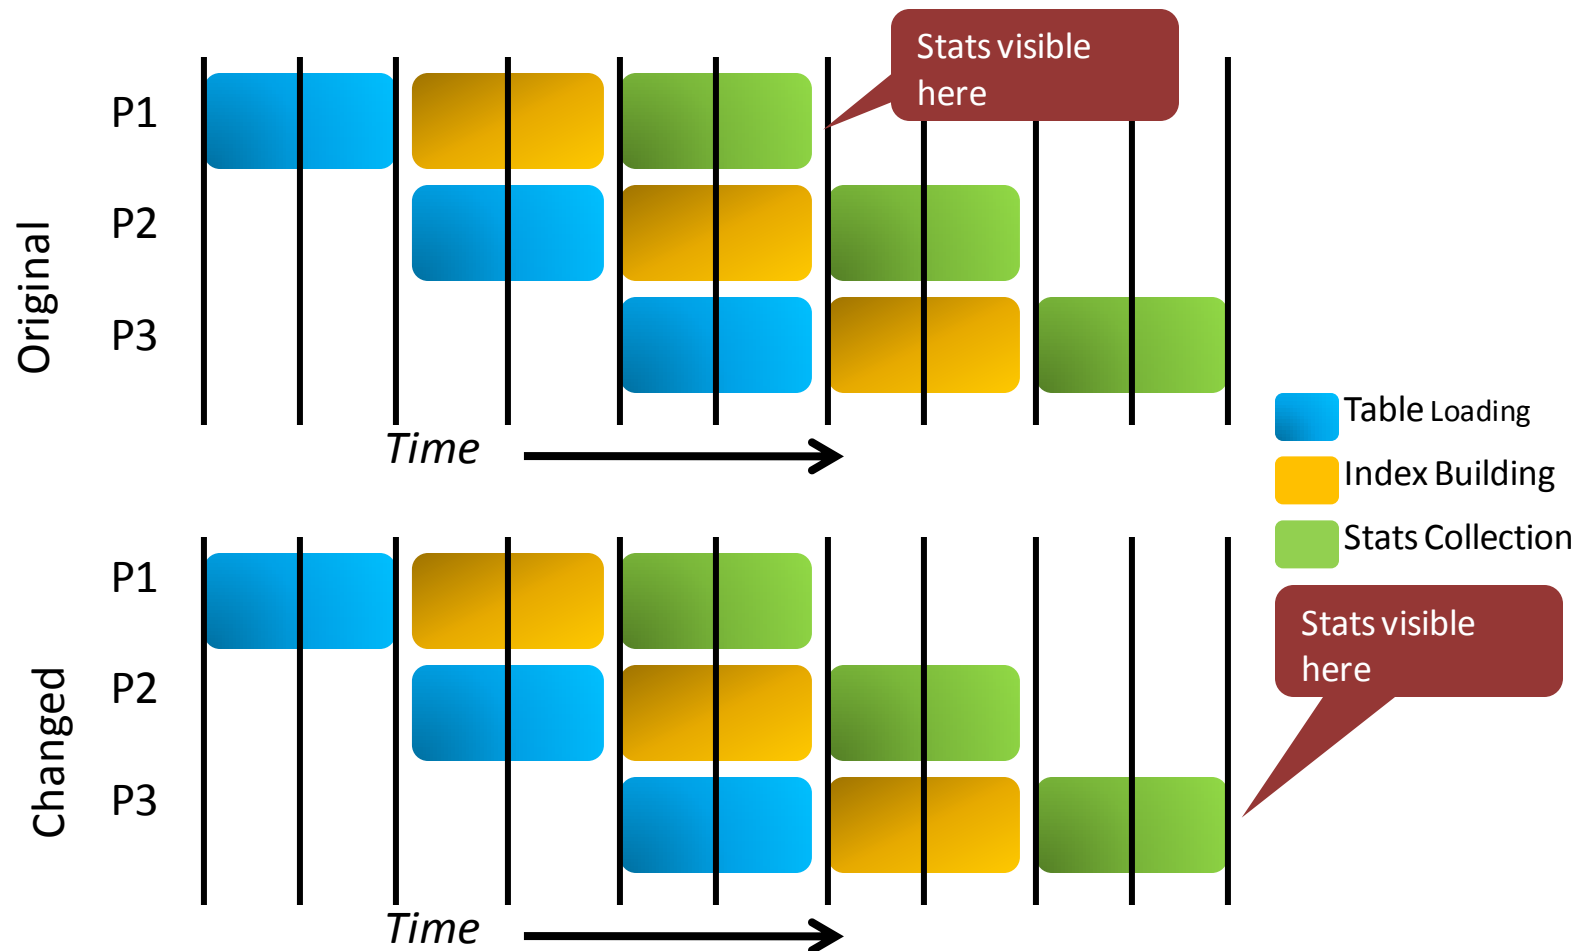 Stats visible
here
P1
P2
P3
Original
Time
Table Loading
Index Building
Stats Collection
P1
P2
P3
Changed
Stats visible
here
Time